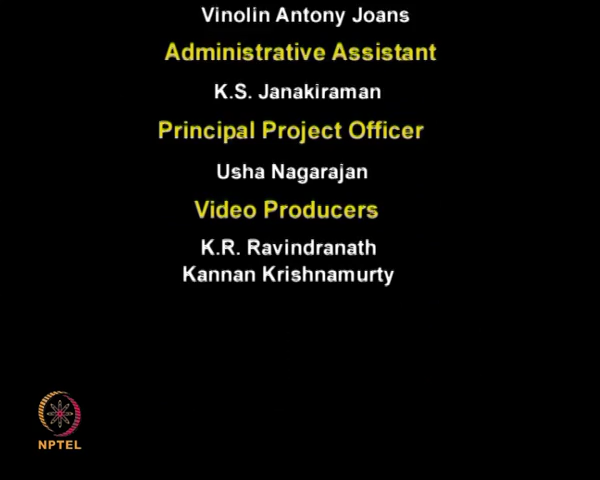 Vinolin Antony Joans
Administrative Assistant
K.S. Janakiraman
Principal Project Officer
Usha Nagarajan
Video Producers
K.R. Ravindranath
Kannan Krishnamurty
NPTEL